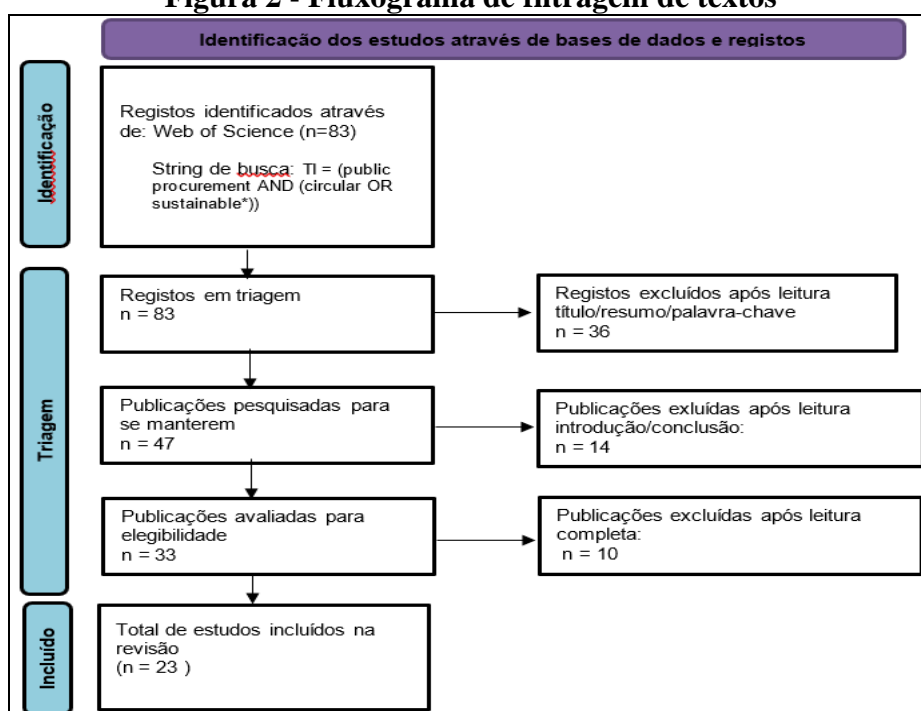 Figura 2 - Fluxograma de filtragem de textos
Identificação dos estudos através de bases de dados e registos
Identificação
Registos identificados através
de: Web of Science (n=83)
String de busca: TI = (public
procurement AND (circular OR
sustainable*))
Triagem
Registos em triagem
n = 83
Registos excluídos após leitura
título/resumo/palavra-chave
n = 36
Publicações pesquisadas para
se manterem
n = 47
Publicações exluídas após leitura
introdução/conclusão:
n = 14
Publicações avaliadas para
elegibilidade
n = 33
Publicações excluídas após leitura
completa:
n = 10
Incluído
Total de estudos incluídos na
revisão
(n = 23 )